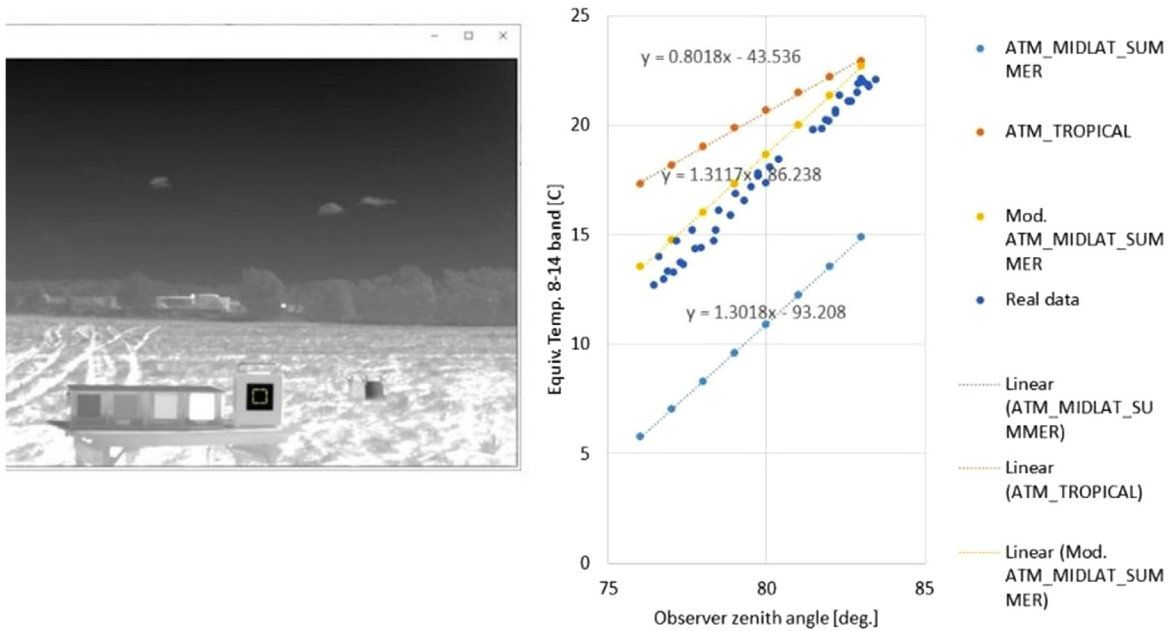 25
20
15
10
5
0
75
80
85
Equiv. Temp. 8-14 band [C]
Observer zenith angle [deg.]
y = 0.8018x - 43.536
y = 1.3117x - 86.238
y = 1.3018x - 93.208
ATM_MIDLAT_SUM
MER
ATM_TROPICAL
Mod.
ATM_MIDLAT_SUM
MER
Real data
Linear
(ATM_MIDLAT_SU
MMER)
Linear
(ATM_TROPICAL)
Linear (Mod.
ATM_MIDLAT_SUM
MER)